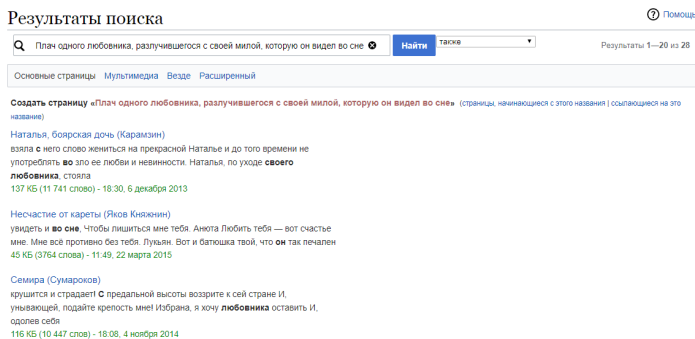 Результаты поиска
Помощь
Плач одного любовника, разлучившегося с своей милой, которую он видел во сне
Найти
также
Результаты 1—20 из 28
Основные страницы Мультимедиа Везде Расширенный
Создать страницу «Плач одного любовника, разлучившегося с своей милой, которую он видел во сне» (страницы, начинающиеся с этого названия | ссылающиеся на это
название)
Наталья, боярская дочь (Карамзин)
взяла с него слово жениться на прекрасной Наталье и до того времени не
употреблять во зло ее любви и невинности. Наталья, по уходе своего
любовника, стояла
137 КБ (11 741 слово) - 18:30, 6 декабря 2013
Несчастие от кареты (Яков Княжнин)
увидеть и во сне, Чтобы лишиться мне тебя. Анюта Любить тебя — вот счастье
мне. Мне всё противно без тебя. Лукьян. Вот и батюшка твой, что он так печален
45 КБ (3764 слова) - 11:49, 22 марта 2015
Семира (Сумароков)
крушится и страдает! С предальной высоты воззрите к сей стране И,
унывающей, подайте крепость мне! Избрана, я хочу любовника оставить И,
одолев себя
116 КБ (10 447 слов) - 18:08, 4 ноября 2014